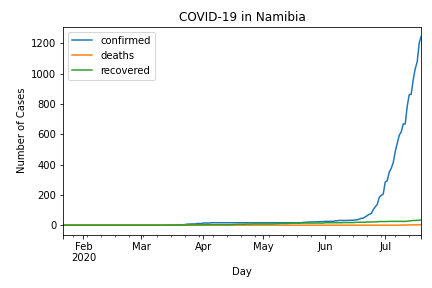 COVID-19 in Namibia
confirmed
deaths
recovered
Number of Cases
1200
1000
800
600
400
200
0
Feb Mar Apr May Jun Jul
2020
Day